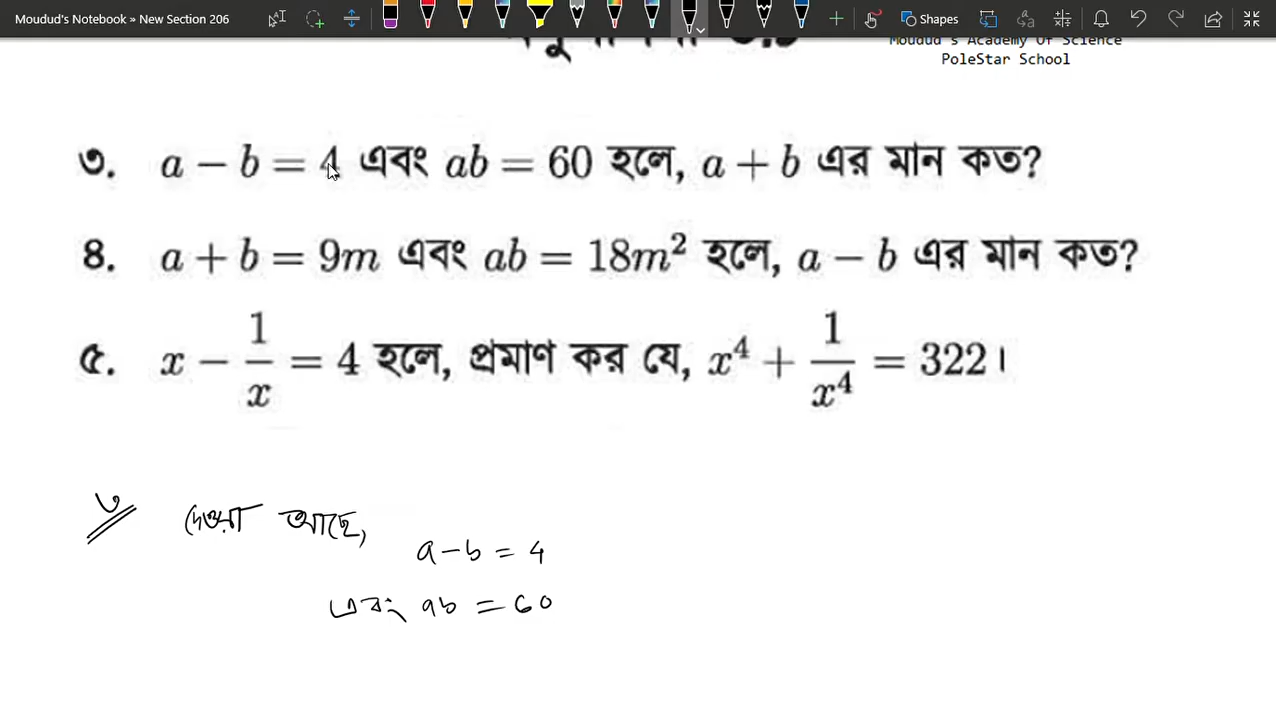 Moudud's Notebook » New Section 206
Shapes
Moudud's Academy Of Science
PoleStar School
৩. a − b = 4 এবং ab = 60 হলে, a + b এর মান কত?
৪. a + b = 9m এবং ab = 18m² হলে, a − b এর মান কত?
৫. x − 1/x = 4 হলে, প্রমাণ কর যে, x⁴ + 1/x⁴ = 322।
৩ দেওয়া আছে,
a − b = 4
এবং ab = 60